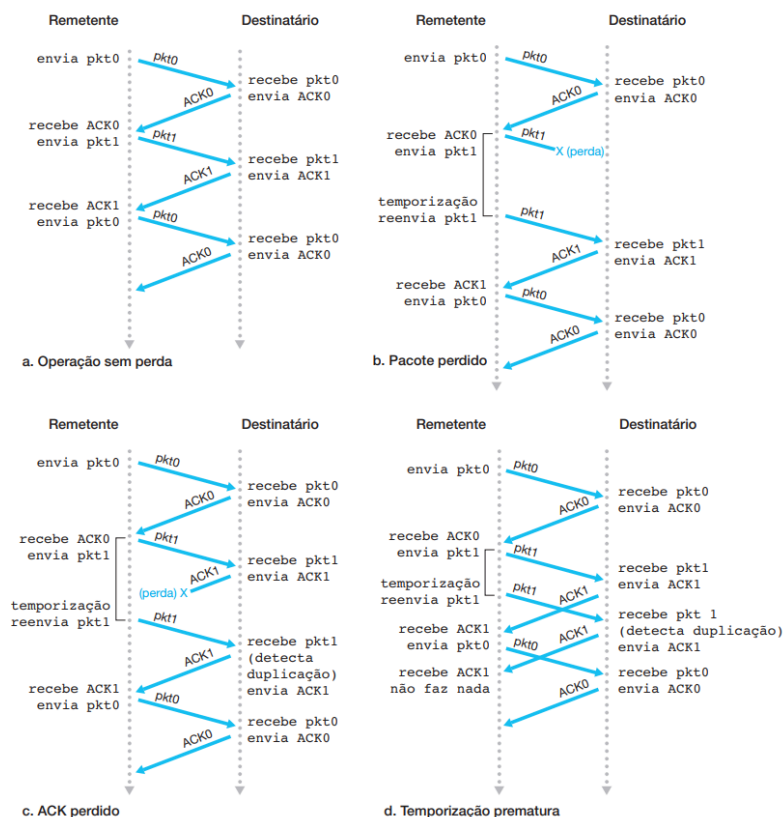 Remetente
Destinatário
envia pkt0
pkt0
recebe pkt0
envia ACK0
ACK0
recebe ACK0
envia pkt1
pkt1
recebe pkt1
envia ACK1
ACK1
recebe ACK1
envia pkt0
pkt0
recebe pkt0
envia ACK0
ACK0
a. Operação sem perda
Remetente
Destinatário
envia pkt0
pkt0
recebe pkt0
envia ACK0
ACK0
recebe ACK0
envia pkt1
pkt1
X (perda)
temporização
reenvia pkt1
pkt1
recebe pkt1
envia ACK1
ACK1
recebe ACK1
envia pkt0
pkt0
recebe pkt0
envia ACK0
ACK0
b. Pacote perdido
Remetente
Destinatário
envia pkt0
pkt0
recebe pkt0
envia ACK0
ACK0
recebe ACK0
envia pkt1
pkt1
recebe pkt1
envia ACK1
ACK1
(perda) X
temporização
reenvia pkt1
pkt1
recebe pkt1
(detecta
duplicação)
envia ACK1
ACK1
recebe ACK1
envia pkt0
pkt0
recebe pkt0
envia ACK0
ACK0
c. ACK perdido
Remetente
Destinatário
envia pkt0
pkt0
recebe pkt0
envia ACK0
ACK0
recebe ACK0
envia pkt1
pkt1
recebe pkt1
envia ACK1
ACK1
temporização
reenvia pkt1
pkt1
recebe pkt 1
(detecta duplicação)
envia ACK1
ACK1
recebe ACK1
envia pkt0
pkt0
recebe ACK1
não faz nada
recebe pkt0
envia ACK0
ACK0
d. Temporização prematura